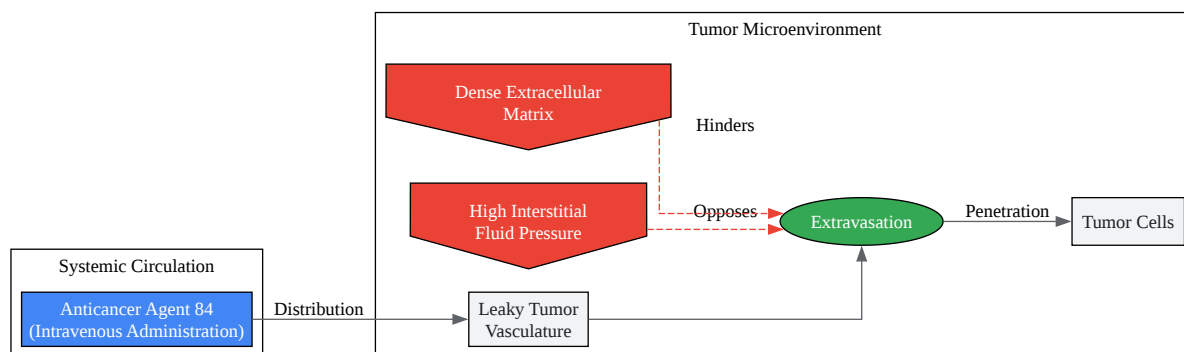 Tumor Microenvironment
Dense Extracellular
Matrix
Hinders
High Interstitial
Fluid Pressure
Opposes
Extravasation
Penetration
Tumor Cells
Systemic Circulation
Anticancer Agent 84
(Intravenous Administration)
Distribution
Leaky Tumor
Vasculature